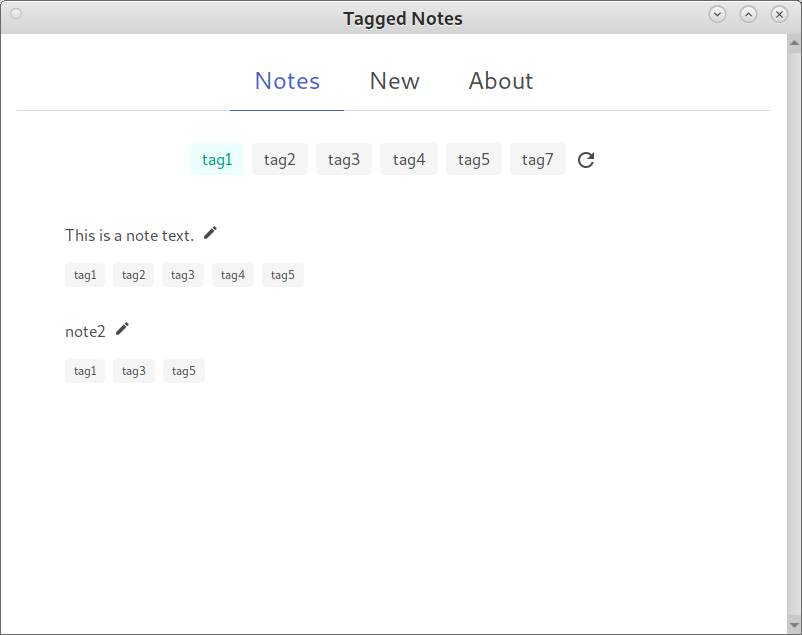 Tagged Notes
Notes New About
tag1 tag2 tag3 tag4 tag5 tag7
This is a note text.
tag1 tag2 tag3 tag4 tag5
note2
tag1 tag3 tag5